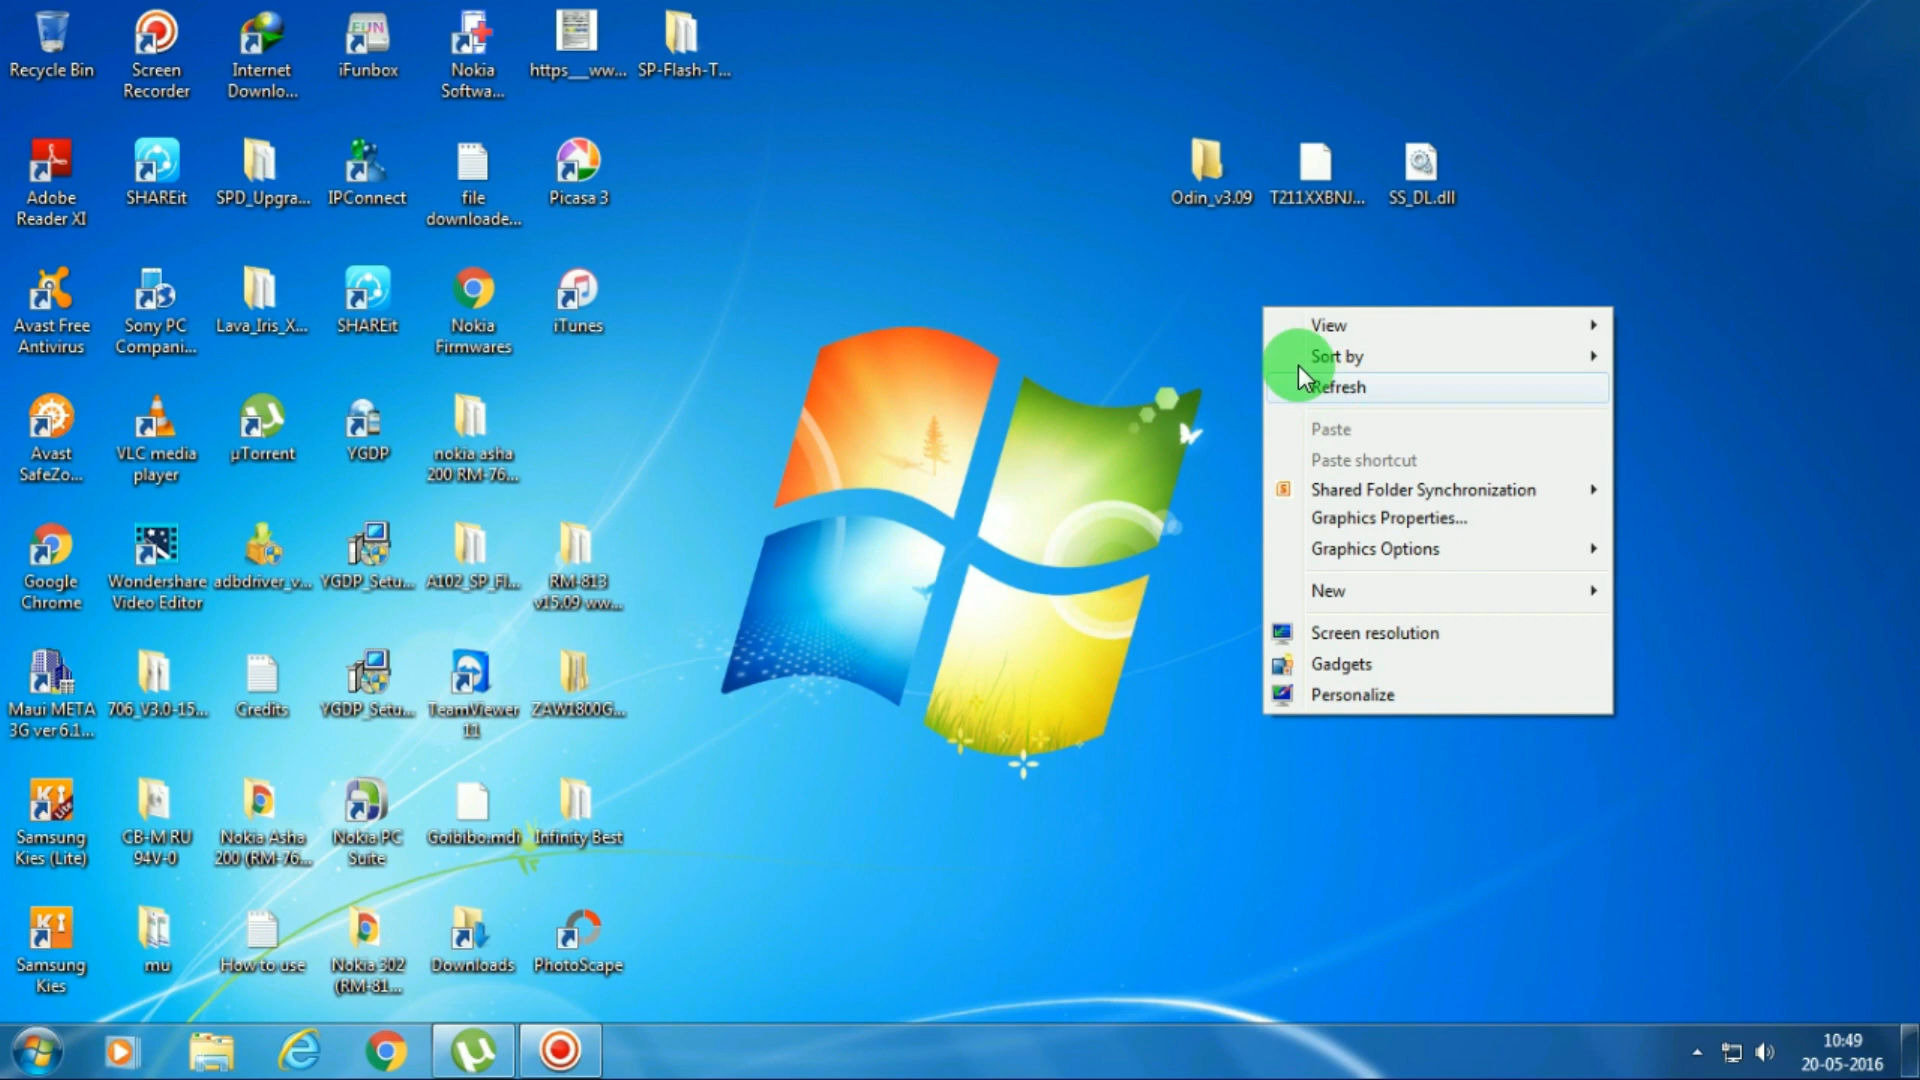 Recycle Bin
Screen
Recorder
Internet
Downlo...
iFunbox
Nokia
Softwa...
https__ww...
SP-Flash-T...
Adobe
Reader XI
SHAREit
SPD_Upgra...
IPConnect
file
downloade...
Picasa 3
Odin_v3.09
T211XXBNJ...
SS_DL.dll
Avast Free
Antivirus
Sony PC
Compani...
Lava_Iris_X...
SHAREit
Nokia
Firmwares
iTunes
Avast
SafeZo...
VLC media
player
µTorrent
YGDP
nokia asha
200 RM-76...
Google
Chrome
Wondershare
Video Editor
adbdriver_v...
YGDP_Setu...
A102_SP_Fl...
RM-813
v15.09 ww...
Maui META
3G ver 6.1...
706_V3.0-15...
Credits
YGDP_Setu...
TeamViewer
11
ZAW1800G...
Samsung
Kies (Lite)
CB-M RU
94V-0
Nokia Asha
200 (RM-76...
Nokia PC
Suite
Goibibo.mdi
Infinity Best
Samsung
Kies
mu
How to use
Nokia 302
(RM-81...
Downloads
PhotoScape
View
Sort by
Refresh
Paste
Paste shortcut
Shared Folder Synchronization
Graphics Properties...
Graphics Options
New
Screen resolution
Gadgets
Personalize
10:49
20-05-2016